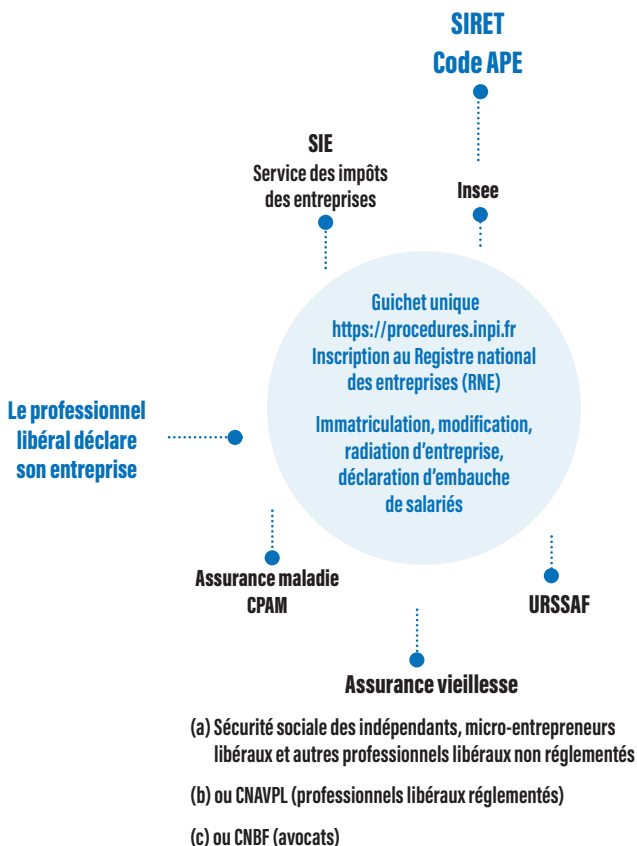 SIRET
Code APE
SIE
Service des impôts
des entreprises
Insee
Guichet unique
https://procedures.inpi.fr
Inscription au Registre national
des entreprises (RNE)
Immatriculation, modification,
radiation d'entreprise,
déclaration d'embauche
de salariés
Le professionnel
libéral déclare
son entreprise
Assurance maladie
CPAM
URSSAF
Assurance vieillesse
(a) Sécurité sociale des indépendants, micro-entrepreneurs
libéraux et autres professionnels libéraux non réglementés
(b) ou CNAVPL (professionnels libéraux réglementés)
(c) ou CNBF (avocats)